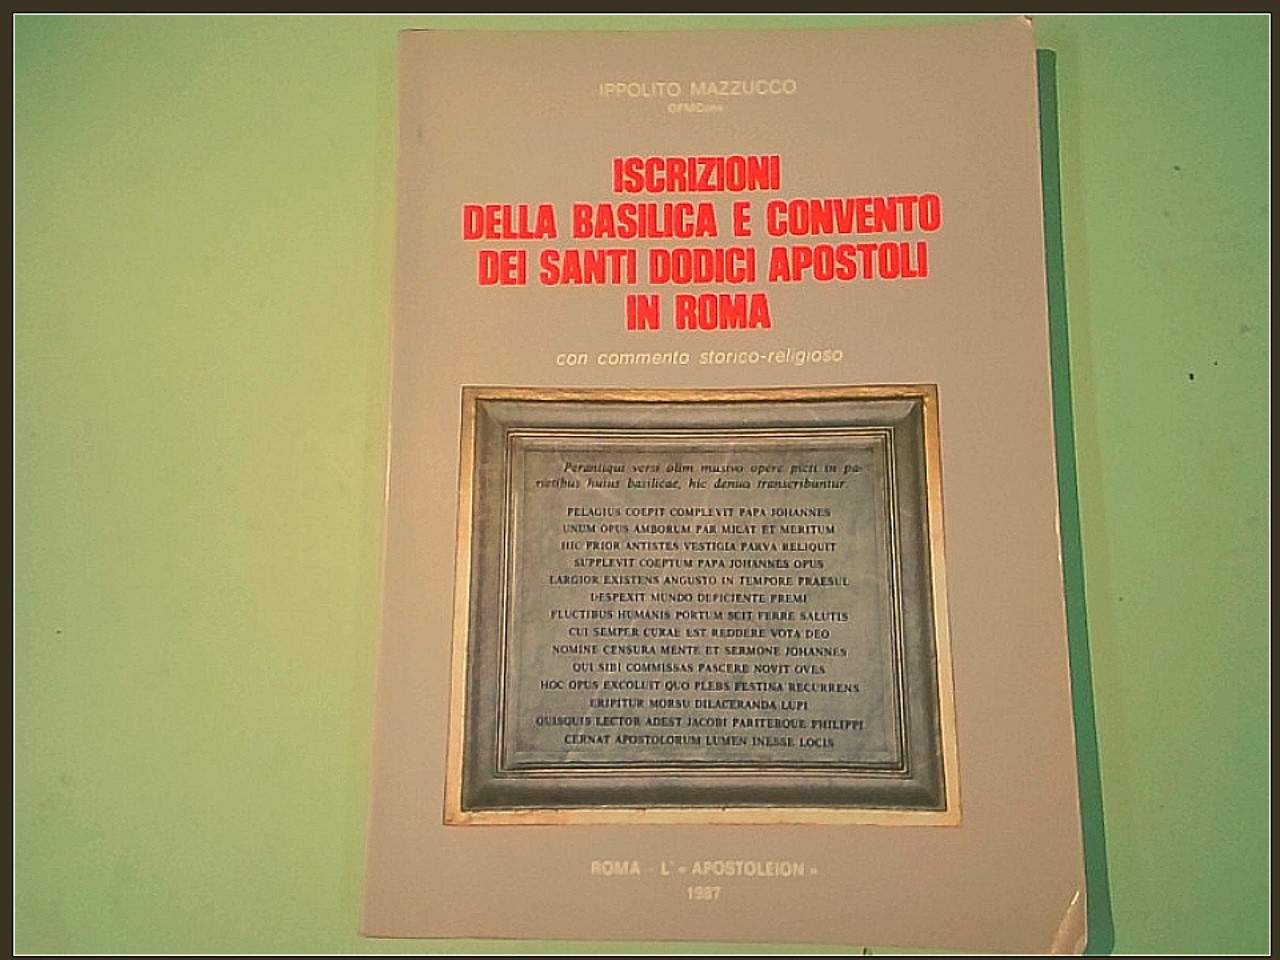 IPPOLITO MAZZUCCO
OFMConv
ISCRIZIONI
DELLA BASILICA E CONVENTO
DEI SANTI DODICI APOSTOLI
IN ROMA
con commento storico-religioso
Perantiqui versi olim musivo opere picti in pa-
rietibus huius basilicae, hic denuo transcribuntur.
PELAGIUS COEPIT COMPLEVIT PAPA JOHANNES
UNUM OPUS AMBORUM PAR MICAT ET MERITUM
HIC PRIOR ANTISTES VESTIGIA PARVA RELIQUIT
SUPPLEVIT COEPTUM PAPA JOHANNES OPUS
LARGIOR EXISTENS ANGUSTO IN TEMPORE PRAESUL
DESPEXIT MUNDO DEFICIENTE PREMI
FLUCTIBUS HUMANIS PORTUM SCIT FERRE SALUTIS
CUI SEMPER CURAE EST REDDERE VOTA DEO
NOMINE CENSURA MENTE ET SERMONE JOHANNES
QUI SIBI COMMISSAS PASCERE NOVIT OVES
HOC OPUS EXCOLUIT QUO PLEBS FESTINA RECURRENS
ERIPITUR MORSU DILACERANDA LUPI
QUISQUIS LECTOR ADEST JACOBI PARITERQUE PHILIPPI
CERNAT APOSTOLORUM LUMEN INESSE LOCIS
ROMA - L' « APOSTOLEION »
1987